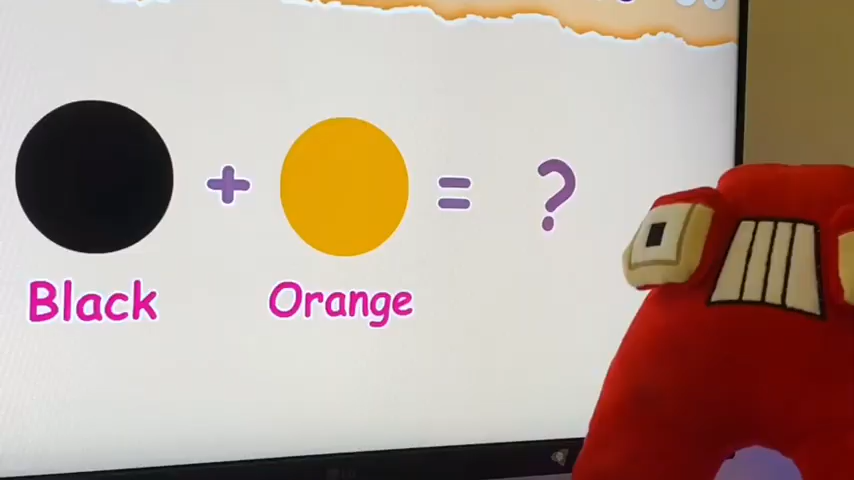 + = ?
Black Orange